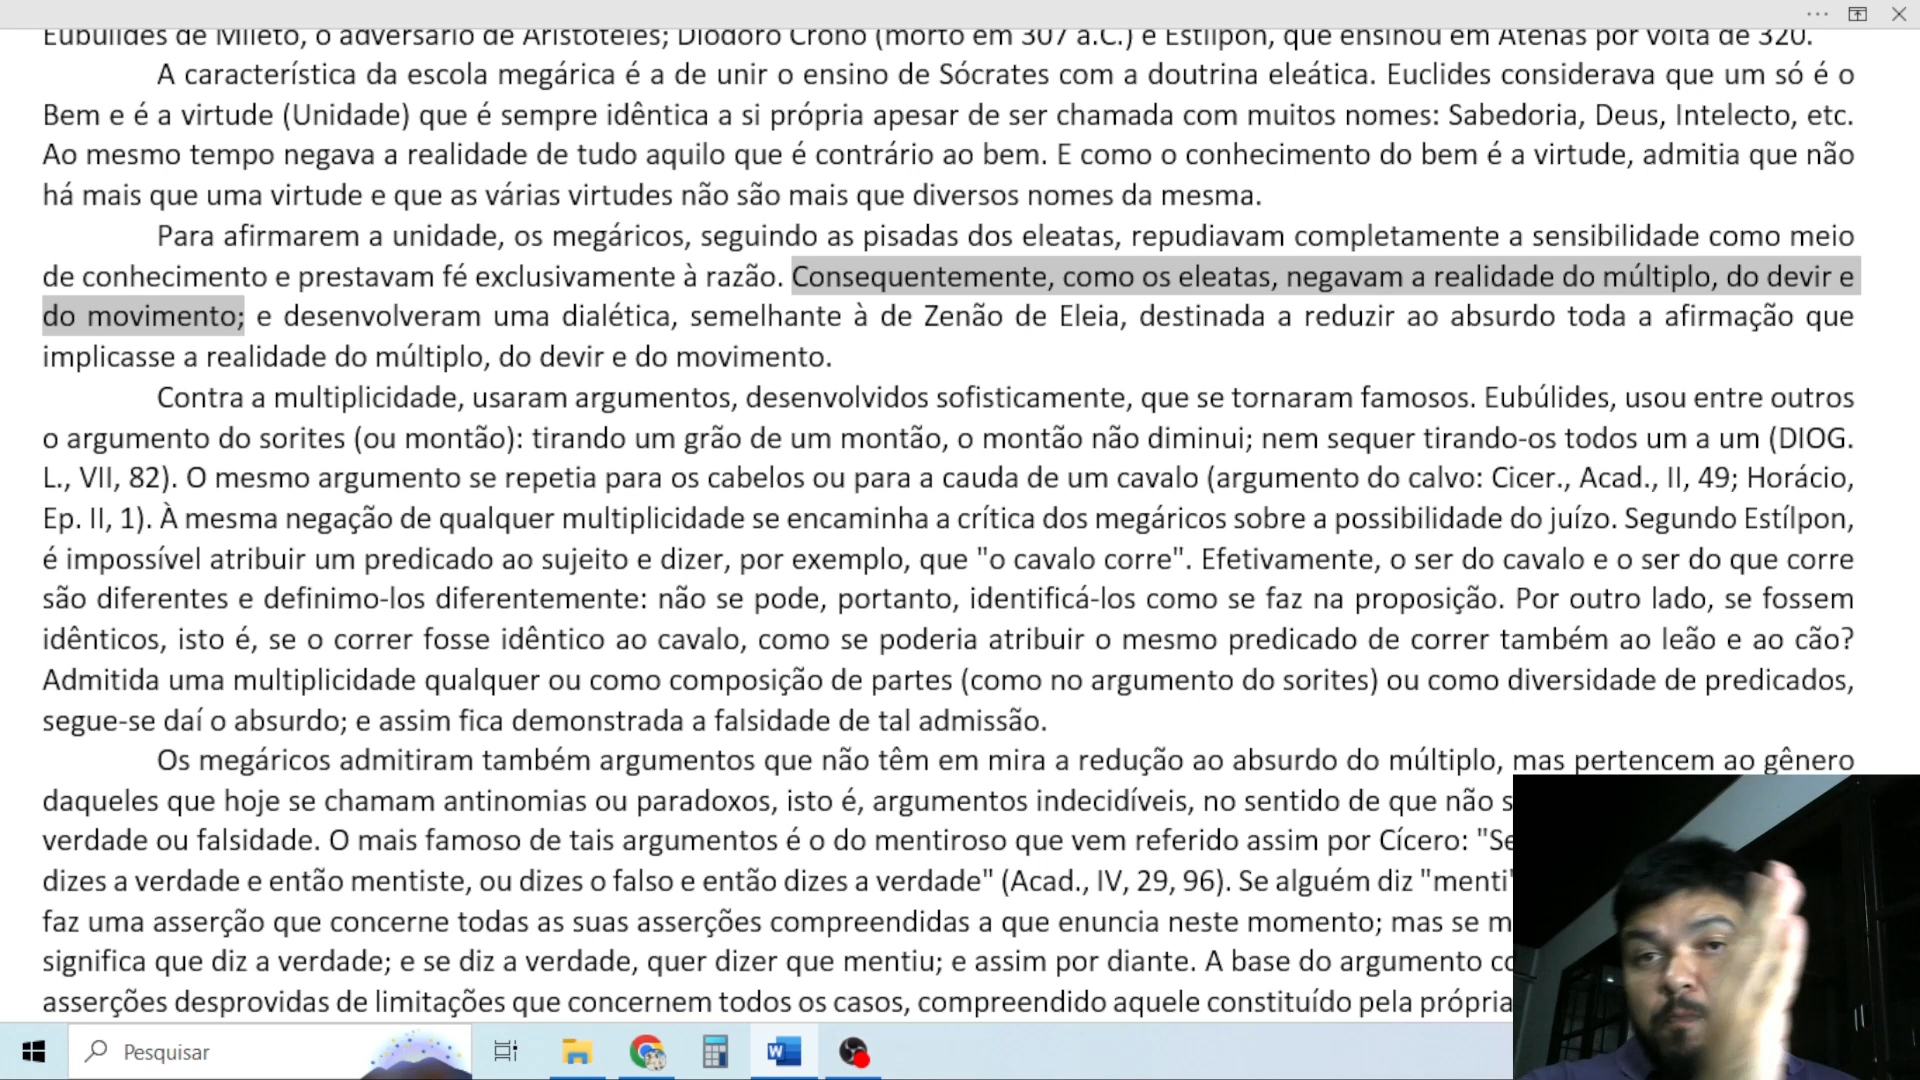 Eubúlides de Mileto, o adversário de Aristóteles; Diodoro Crono (morto em 307 a.C.) e Estílpon, que ensinou em Atenas por volta de 320.
A característica da escola megárica é a de unir o ensino de Sócrates com a doutrina eleática. Euclides considerava que um só é o
Bem e é a virtude (Unidade) que é sempre idêntica a si própria apesar de ser chamada com muitos nomes: Sabedoria, Deus, Intelecto, etc.
Ao mesmo tempo negava a realidade de tudo aquilo que é contrário ao bem. E como o conhecimento do bem é a virtude, admitia que não
há mais que uma virtude e que as várias virtudes não são mais que diversos nomes da mesma.
Para afirmarem a unidade, os megáricos, seguindo as pisadas dos eleatas, repudiavam completamente a sensibilidade como meio
de conhecimento e prestavam fé exclusivamente à razão. Consequentemente, como os eleatas, negavam a realidade do múltiplo, do devir e
do movimento; e desenvolveram uma dialética, semelhante à de Zenão de Eleia, destinada a reduzir ao absurdo toda a afirmação que
implicasse a realidade do múltiplo, do devir e do movimento.
Contra a multiplicidade, usaram argumentos, desenvolvidos sofisticamente, que se tornaram famosos. Eubúlides, usou entre outros
o argumento do sorites (ou montão): tirando um grão de um montão, o montão não diminui; nem sequer tirando-os todos um a um (DIOG.
L., VII, 82). O mesmo argumento se repetia para os cabelos ou para a cauda de um cavalo (argumento do calvo: Cicer., Acad., II, 49; Horácio,
Ep. II, 1). À mesma negação de qualquer multiplicidade se encaminha a crítica dos megáricos sobre a possibilidade do juízo. Segundo Estílpon,
é impossível atribuir um predicado ao sujeito e dizer, por exemplo, que "o cavalo corre". Efetivamente, o ser do cavalo e o ser do que corre
são diferentes e definimo-los diferentemente: não se pode, portanto, identificá-los como se faz na proposição. Por outro lado, se fossem
idênticos, isto é, se o correr fosse idêntico ao cavalo, como se poderia atribuir o mesmo predicado de correr também ao leão e ao cão?
Admitida uma multiplicidade qualquer ou como composição de partes (como no argumento do sorites) ou como diversidade de predicados,
segue-se daí o absurdo; e assim fica demonstrada a falsidade de tal admissão.
Os megáricos admitiram também argumentos que não têm em mira a redução ao absurdo do múltiplo, mas pertencem ao gênero
daqueles que hoje se chamam antinomias ou paradoxos, isto é, argumentos indecidíveis, no sentido de que não
verdade ou falsidade. O mais famoso de tais argumentos é o do mentiroso que vem referido assim por Cícero:
dizes a verdade e então mentiste, ou dizes o falso e então dizes a verdade" (Acad., IV, 29, 96). Se alguém diz "menti"
faz uma asserção que concerne todas as suas asserções compreendidas a que enuncia neste momento; mas se
significa que diz a verdade; e se diz a verdade, quer dizer que mentiu; e assim por diante. A base do argumento
asserções desprovidas de limitações que concernem todos os casos, compreendido aquele constituído pela própria
Pesquisar